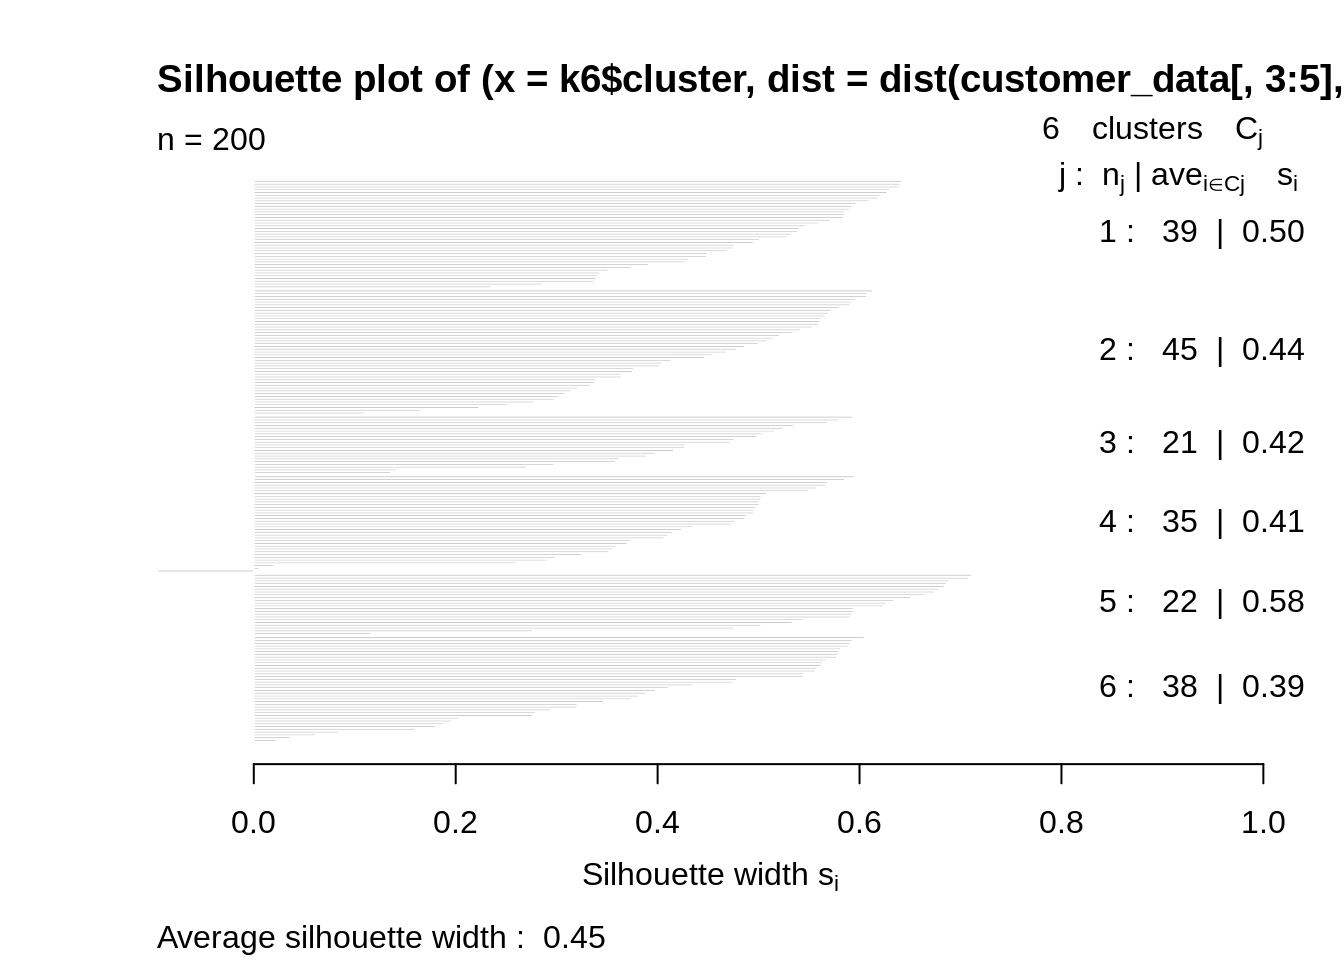 Silhouette plot of (x = k6$cluster, dist = dist(customer_data[, 3:5],
n = 200
6 clusters Cj
j : nj | avei∈Cj si
1 : 39 | 0.50
2 : 45 | 0.44
3 : 21 | 0.42
4 : 35 | 0.41
5 : 22 | 0.58
6 : 38 | 0.39
0.0 0.2 0.4 0.6 0.8 1.0
Silhouette width si
Average silhouette width : 0.45